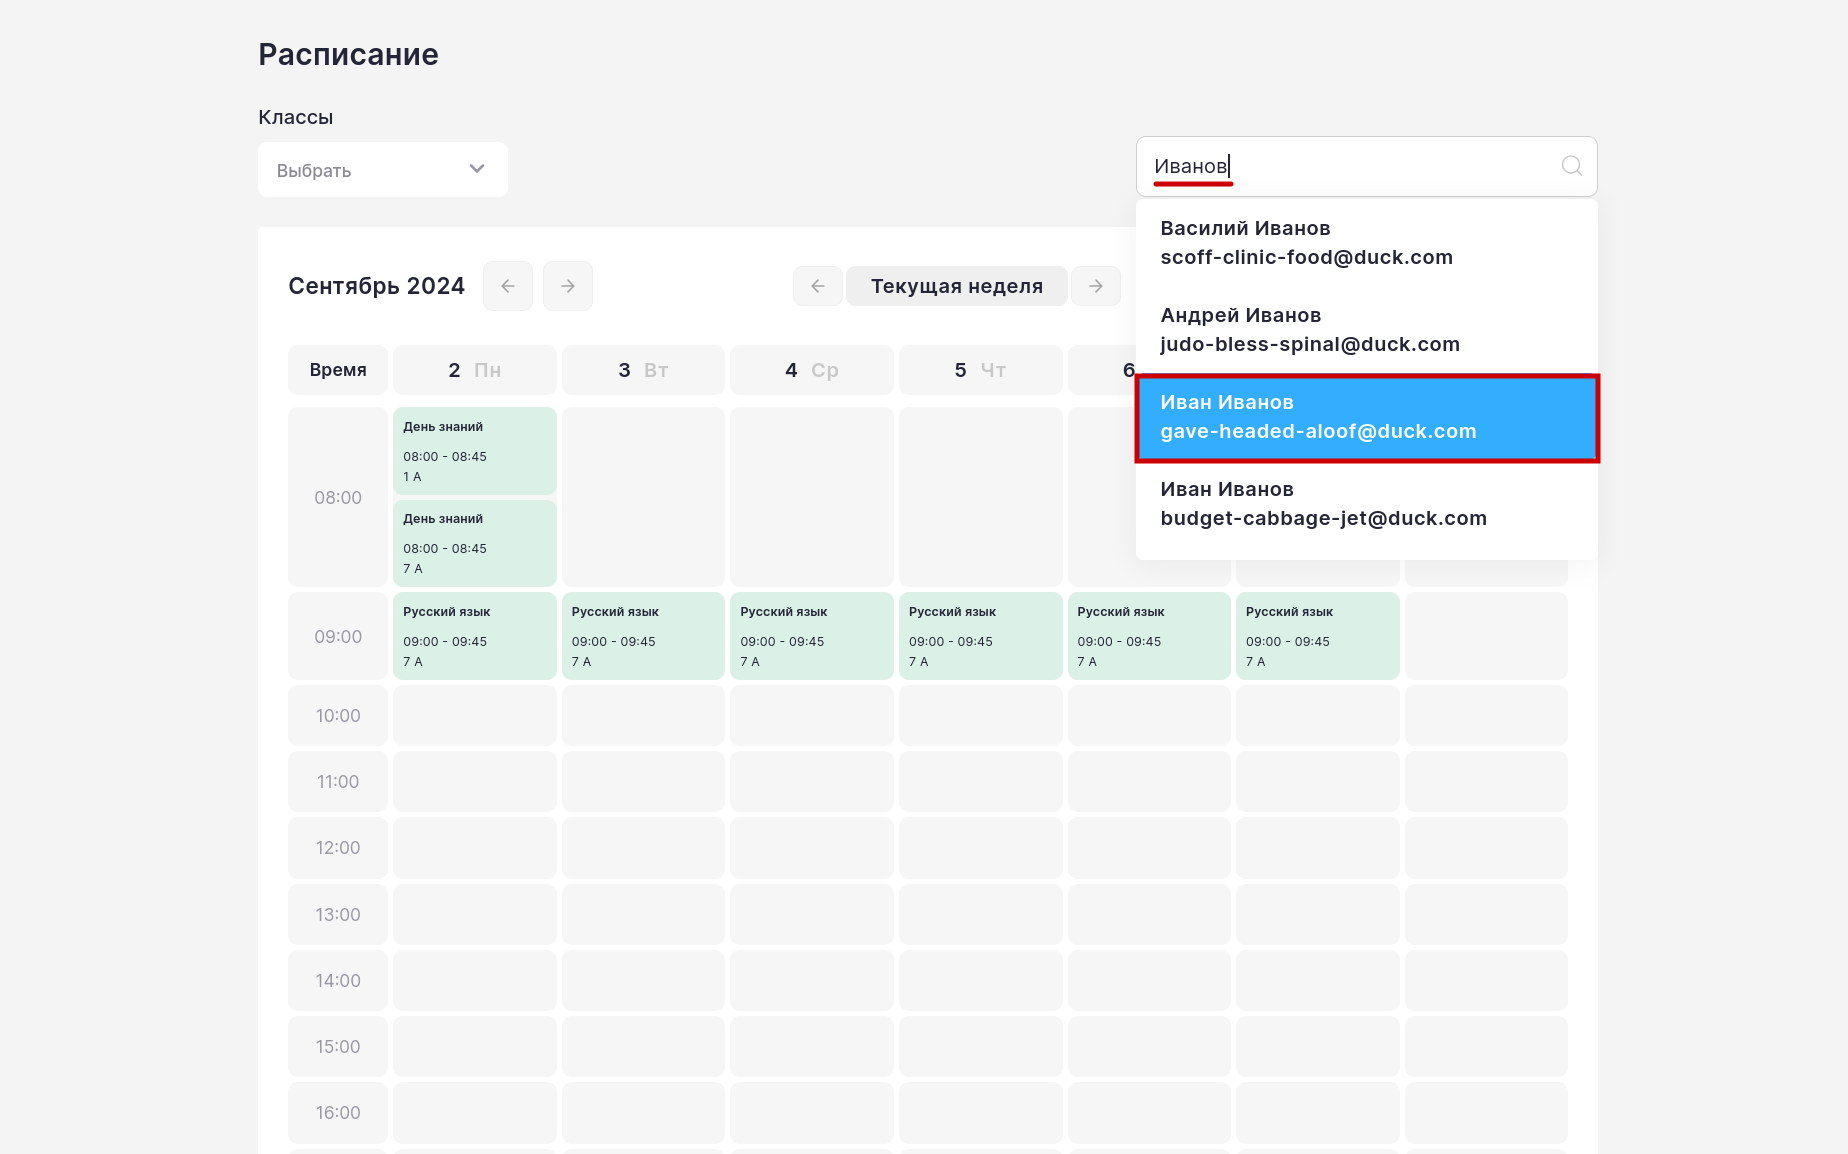 Расписание
Классы
Выбрать
Иванов
Василий Иванов
scoff-clinic-food@duck.com
Андрей Иванов
judo-bless-spinal@duck.com
Иван Иванов
gave-headed-aloof@duck.com
Иван Иванов
budget-cabbage-jet@duck.com
Сентябрь 2024
Текущая неделя
Время 2 Пн 3 Вт 4 Ср 5 Чт 6
08:00
День знаний
08:00 - 08:45
1 А
День знаний
08:00 - 08:45
7 А
09:00
Русский язык
09:00 - 09:45
7 А
Русский язык
09:00 - 09:45
7 А
Русский язык
09:00 - 09:45
7 А
Русский язык
09:00 - 09:45
7 А
Русский язык
09:00 - 09:45
7 А
Русский язык
09:00 - 09:45
7 А
10:00
11:00
12:00
13:00
14:00
15:00
16:00